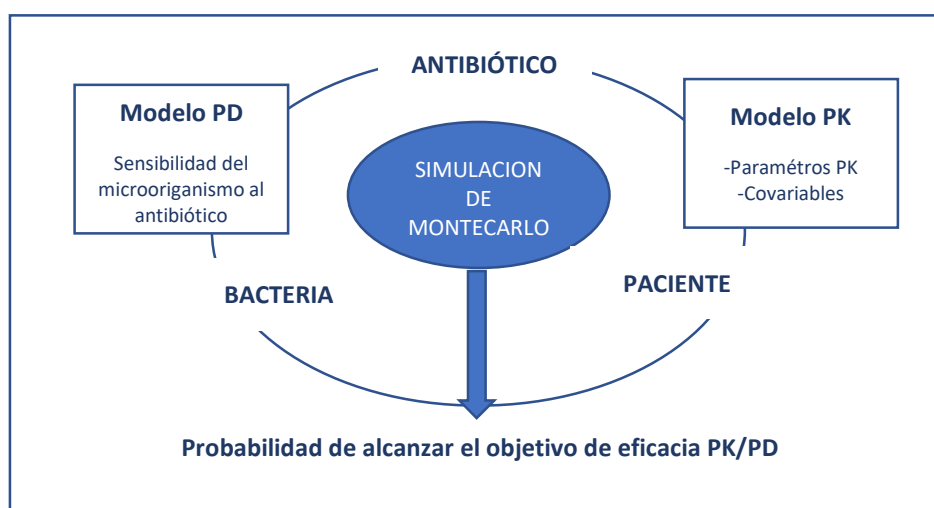 ANTIBIÓTICO
Modelo PD
Sensibilidad del
microoriganismo al
antibiótico
SIMULACION
DE
MONTECARLO
Modelo PK
-Paramétros PK
-Covariables
BACTERIA
PACIENTE
Probabilidad de alcanzar el objetivo de eficacia PK/PD